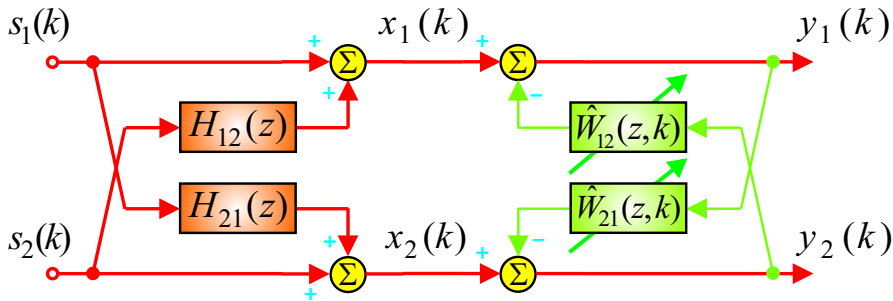 s₁(k) x₁(k) y₁(k)
+ Σ + Σ
+ −
H₁₂(z) Ŵ₁₂(z,k)
H₂₁(z) Ŵ₂₁(z,k)
s₂(k) + x₂(k) + − y₂(k)
Σ Σ
+